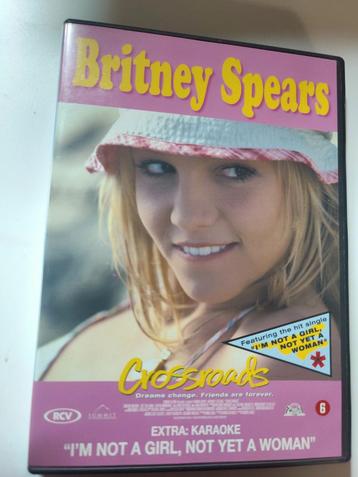 Britney Spears
Featuring the hit single
"I'M NOT A GIRL,
NOT YET A
WOMAN"
*
Crossroads
Dreams change. Friends are forever.
RCV
SUMMIT
6
EXTRA: KARAOKE
"I'M NOT A GIRL, NOT YET A WOMAN"